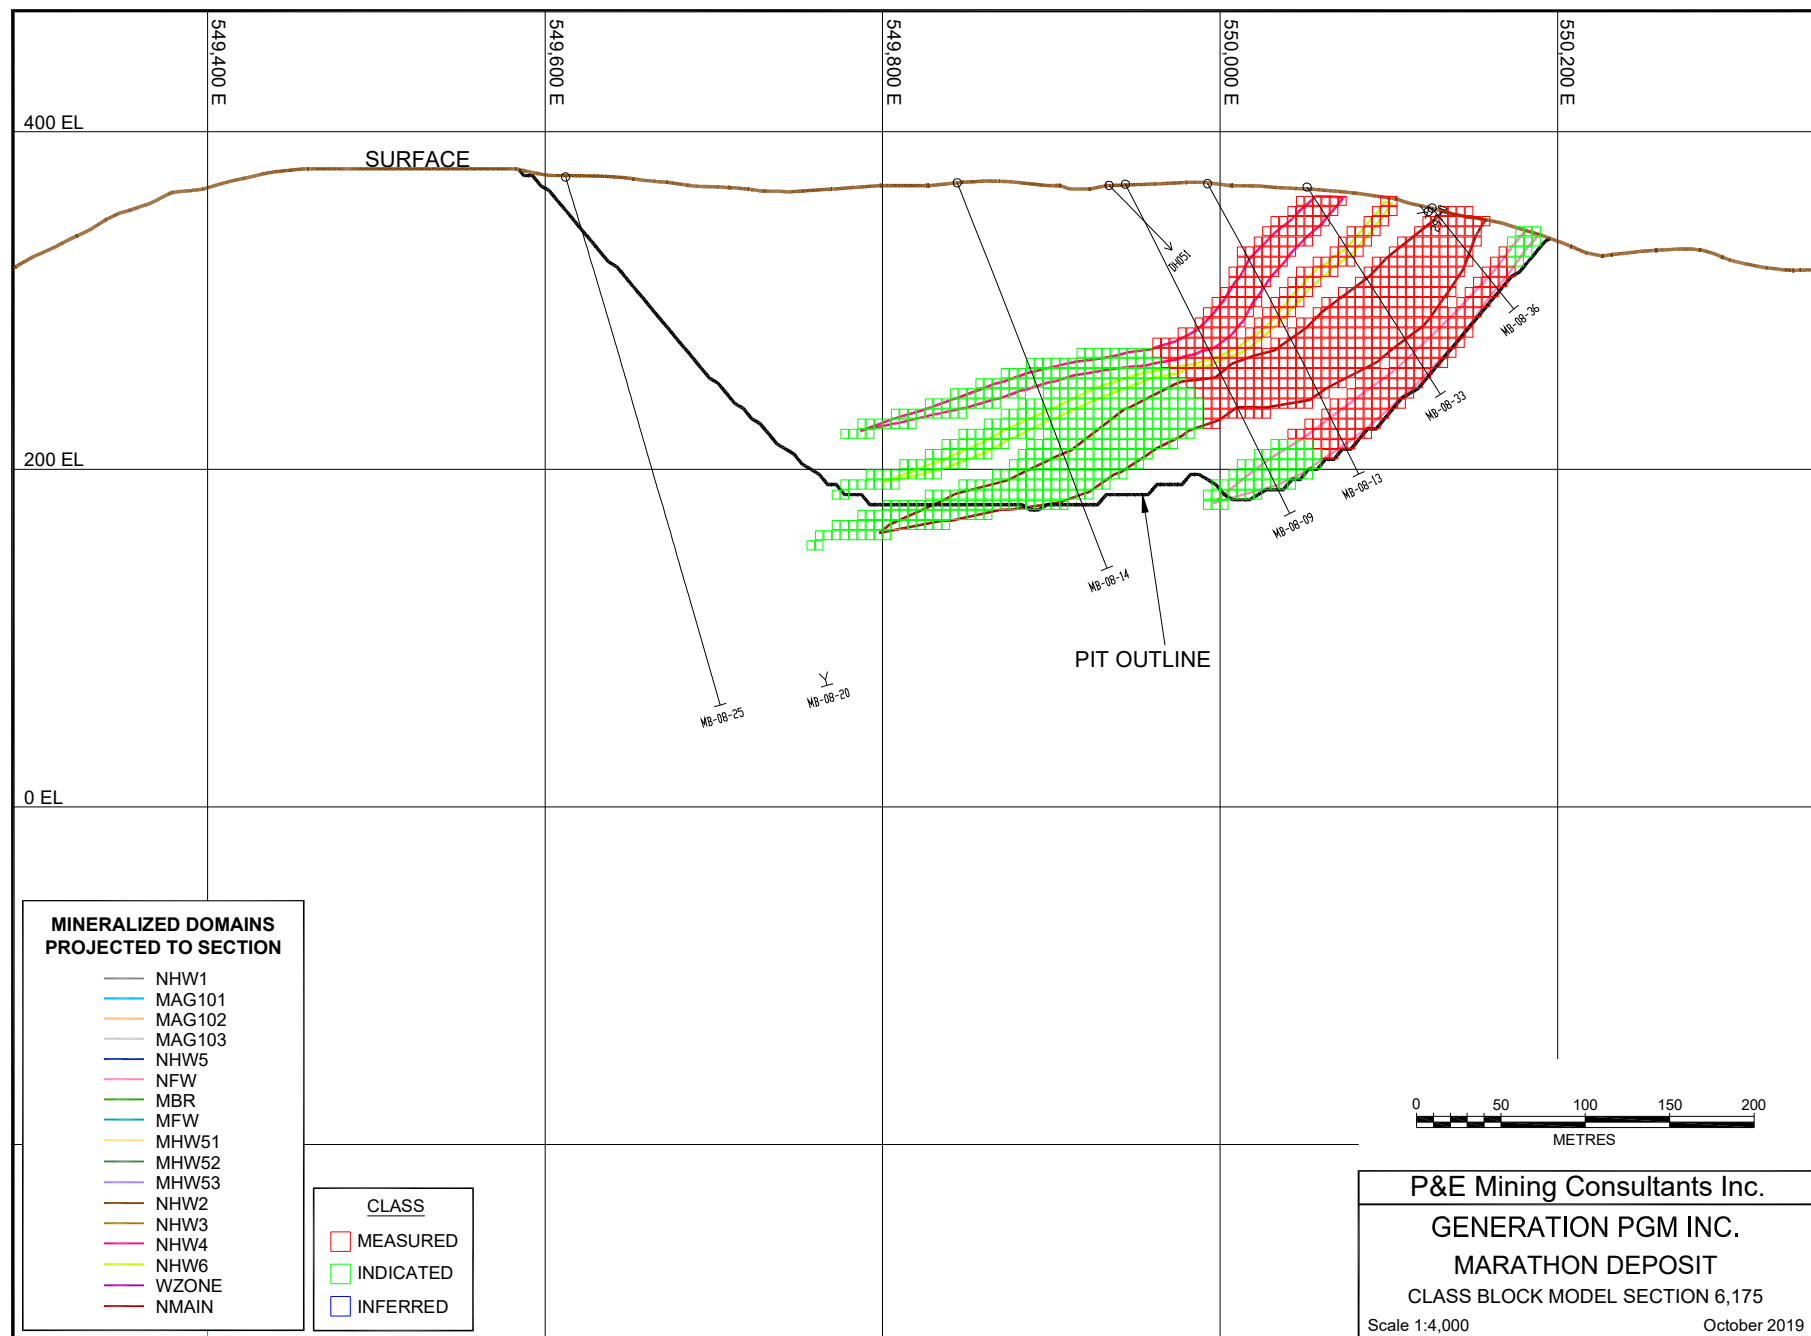 549,400 E
549,600 E
549,800 E
550,000 E
550,200 E
400 EL
SURFACE
DH051
MB-08-36
MB-08-33
200 EL
MB-08-13
MB-08-09
MB-08-14
PIT OUTLINE
MB-08-20
MB-08-25
0 EL
MINERALIZED DOMAINS
PROJECTED TO SECTION
NHW1
MAG101
MAG102
MAG103
NHW5
NFW
MBR
MFW
MHW51
MHW52
MHW53
NHW2
NHW3
NHW4
NHW6
WZONE
NMAIN
CLASS
MEASURED
INDICATED
INFERRED
0 50 100 150 200
METRES
P&E Mining Consultants Inc.
GENERATION PGM INC.
MARATHON DEPOSIT
CLASS BLOCK MODEL SECTION 6,175
Scale 1:4,000 October 2019